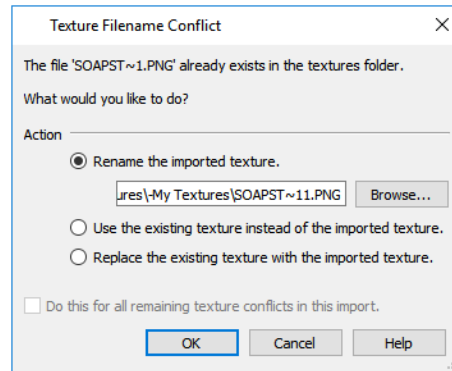 Texture Filename Conflict
The file 'SOAPST~1.PNG' already exists in the textures folder.
What would you like to do?
Action
Rename the imported texture.
ures\-My Textures\SOAPST~11.PNG Browse...
Use the existing texture instead of the imported texture.
Replace the existing texture with the imported texture.
Do this for all remaining texture conflicts in this import.
OK Cancel Help